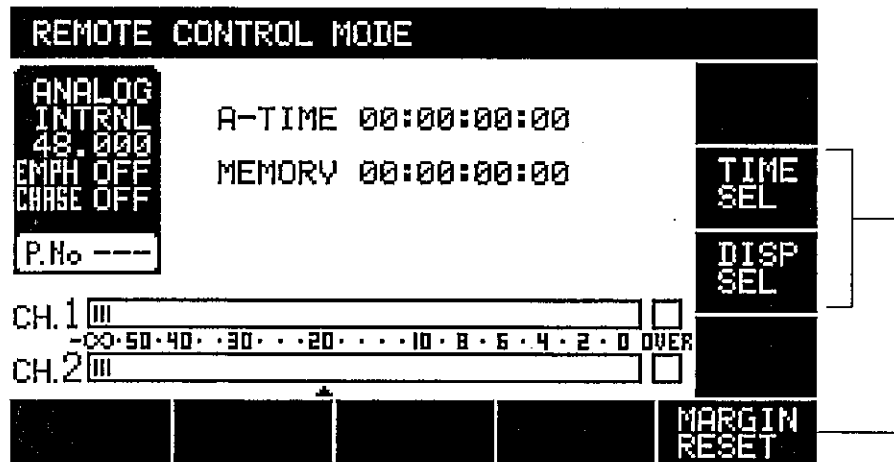 REMOTE CONTROL MODE
ANALOG
INTRNL
48.000
EMPH OFF
CHASE OFF
P.No ---
A-TIME 00:00:00:00
MEMORY 00:00:00:00
TIME
SEL
DISP
SEL
CH.1
-∞·50·40· ·30· · ·20· · · · ·10· 8 · 6 · 4 · 2 · 0 OVER
CH.2
MARGIN
RESET